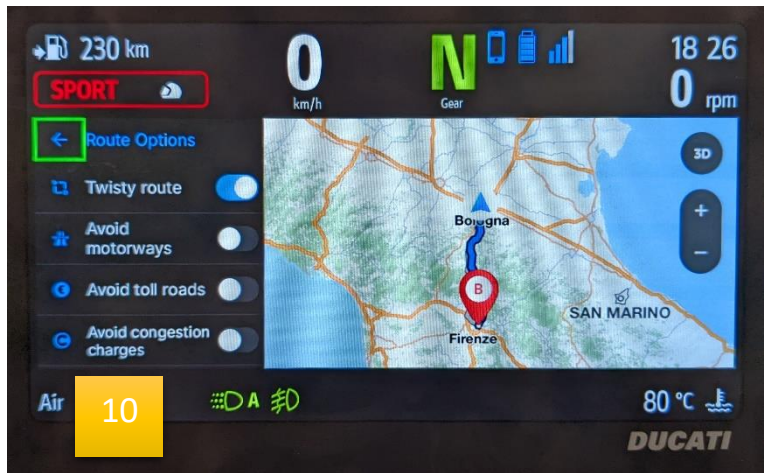 230 km
SPORT
0
km/h
N
Gear
18 26
0 rpm
Route Options
Twisty route
Avoid
motorways
Avoid toll roads
Avoid congestion
charges
3D
+
−
Bologna
B
SAN MARINO
Firenze
Air
10
A
80 °C
DUCATI